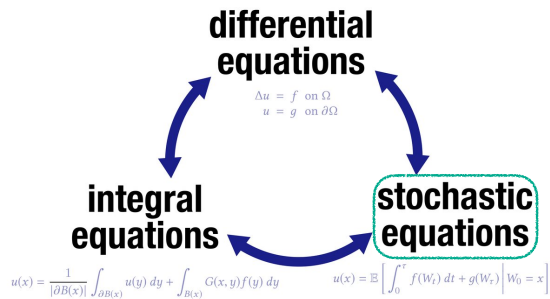 differential
equations
Δu = f on Ω
u = g on ∂Ω
integral
equations
u(x) = 1/|∂B(x)| ∫_{∂B(x)} u(y) dy + ∫_{B(x)} G(x, y)f(y) dy
stochastic
equations
u(x) = 𝔼 [ ∫_0^τ f(W_t) dt + g(W_τ) | W_0 = x ]